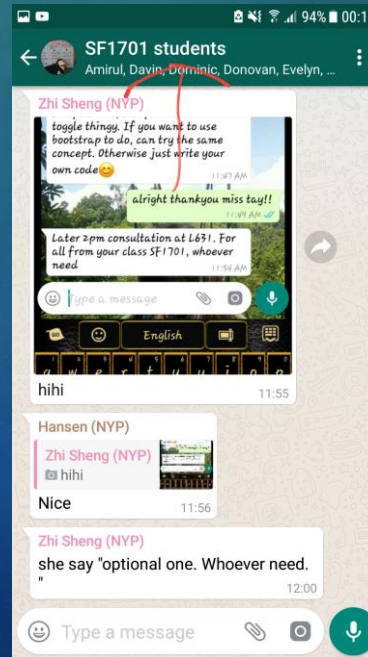 94% 00:1
SF1701 students
Amirul, Davin, Dominic, Donovan, Evelyn, ...
Zhi Sheng (NYP)
toggle thingy. If you want to use
bootstrap to do, can try the same
concept. Otherwise just write your
own code😊
11:47 AM
alright thankyou miss tay!!
11:49 AM
Later 2pm consultation at L631. For
all from your class SF1701, whoever
need
11:54 AM
Type a message
English
q w e r t y u i o p
hihi
11:55
Hansen (NYP)
Zhi Sheng (NYP)
hihi
Nice
11:56
Zhi Sheng (NYP)
she say "optional one. Whoever need.
"
12:00
Type a message